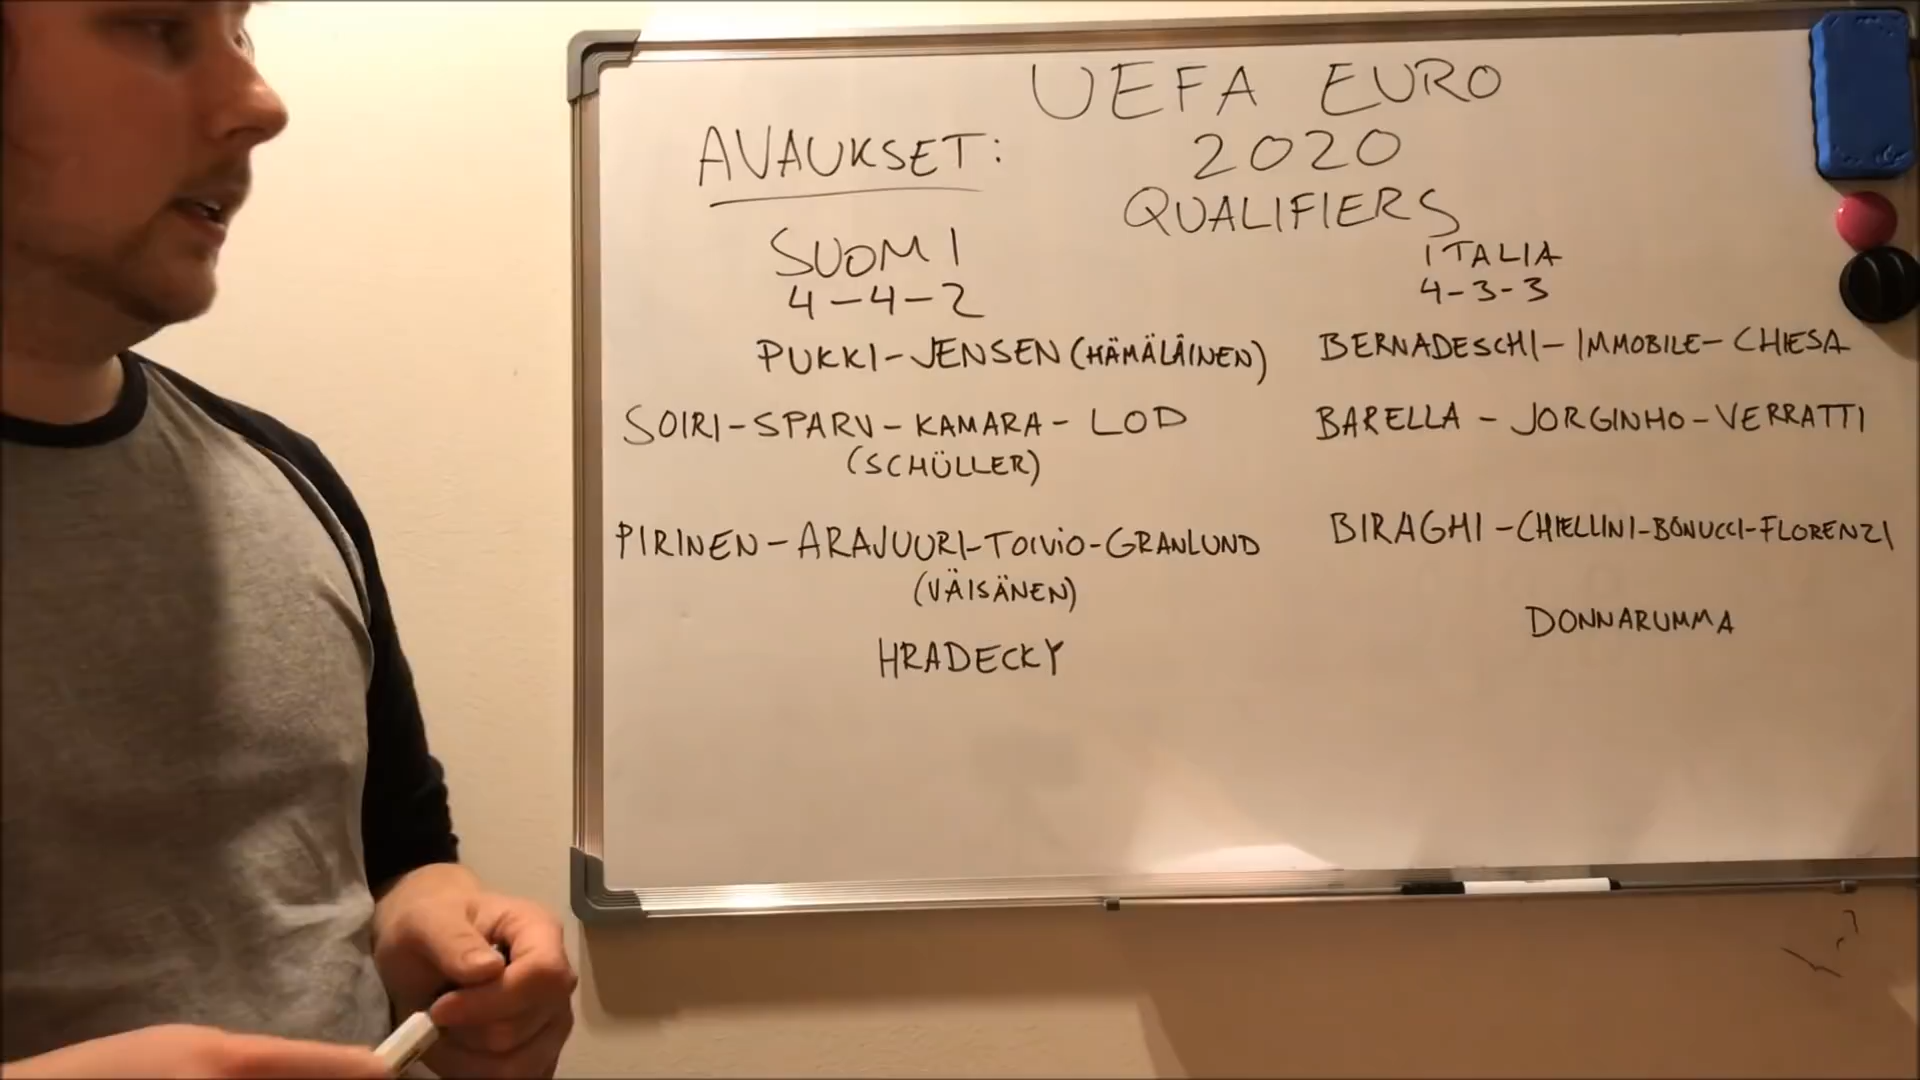 UEFA EURO
2020
QUALIFIERS
AVAUKSET:
SUOMI
4-4-2
PUKKI-JENSEN (HÄMÄLÄINEN)
SOIRI-SPARV-KAMARA-LOD
(SCHÜLLER)
PIRINEN-ARAJUURI-TOIVIO-GRANLUND
(VÄISÄNEN)
HRADECKY
ITALIA
4-3-3
BERNADESCHI-IMMOBILE-CHIESA
BARELLA-JORGINHO-VERRATTI
BIRAGHI-CHIELLINI-BONUCCI-FLORENZI
DONNARUMMA